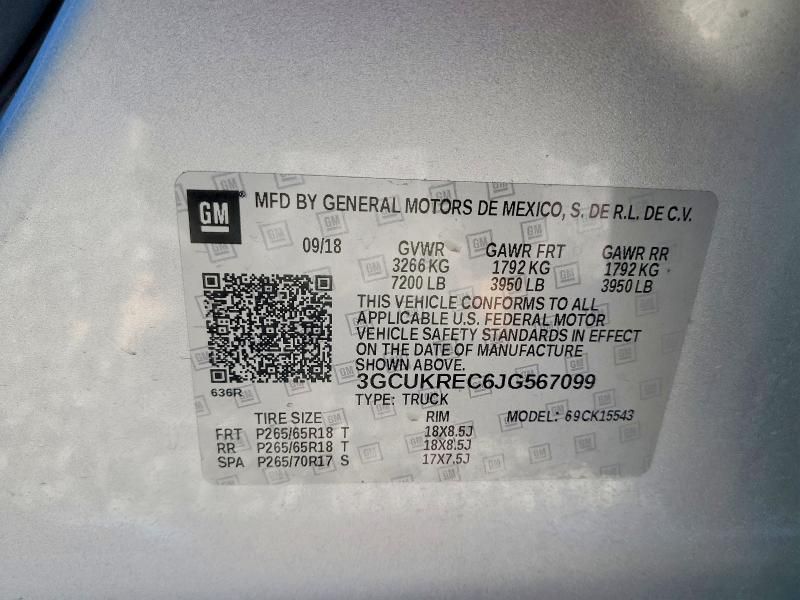 GM
MFD BY GENERAL MOTORS DE MEXICO, S. DE R.L. DE C.V.
09/18 GVWR GAWR FRT GAWR RR
3266 KG 1792 KG 1792 KG
7200 LB 3950 LB 3950 LB
THIS VEHICLE CONFORMS TO ALL
APPLICABLE U.S. FEDERAL MOTOR
VEHICLE SAFETY STANDARDS IN EFFECT
ON THE DATE OF MANUFACTURE
SHOWN ABOVE.
636R
3GCUKREC6JG567099
TYPE: TRUCK
TIRE SIZE RIM MODEL: 69CK15543
FRT P265/65R18 T 18X8.5J
RR P265/65R18 T 18X8.5J
SPA P265/70R17 S 17X7.5J